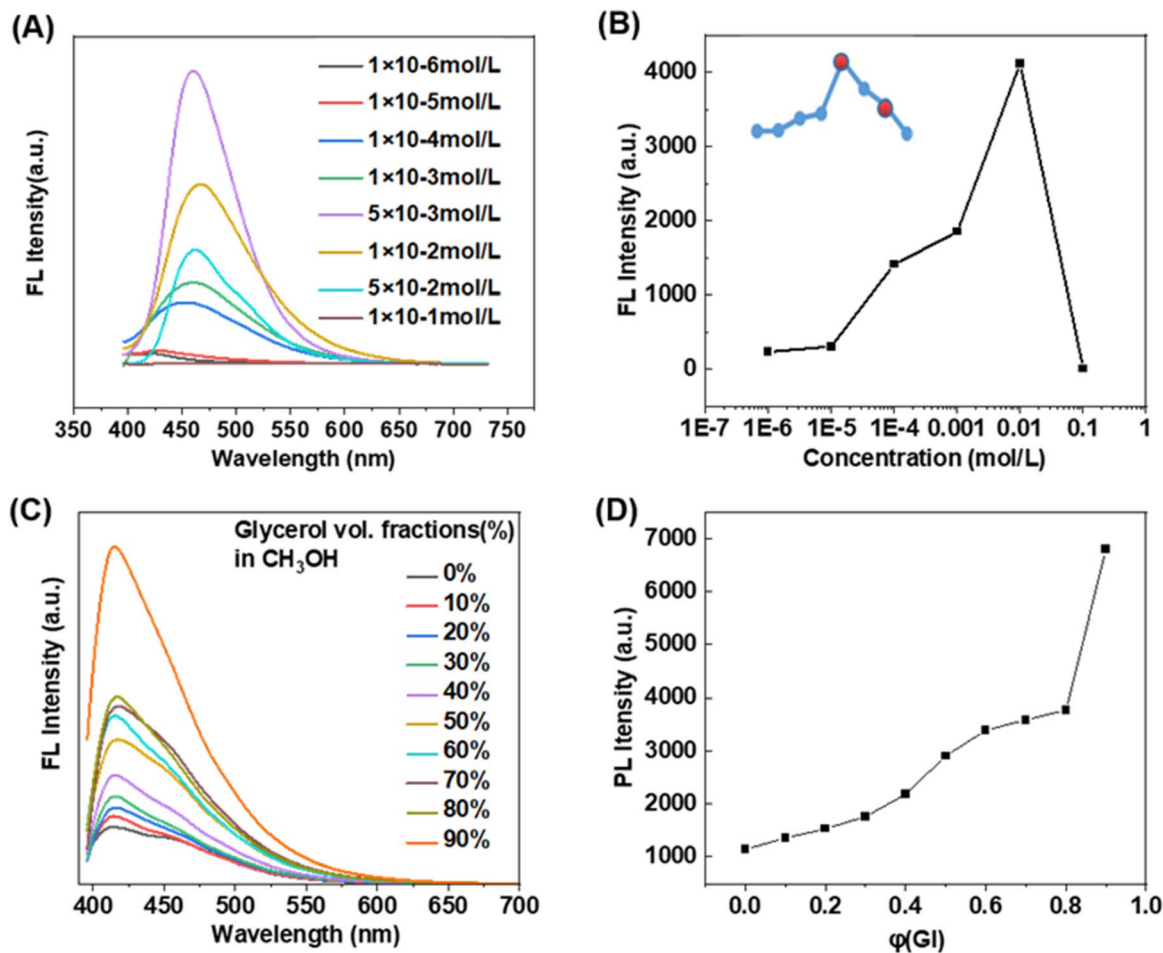 (A)
FL Itensity(a.u.)
1×10-6mol/L
1×10-5mol/L
1×10-4mol/L
1×10-3mol/L
5×10-3mol/L
1×10-2mol/L
5×10-2mol/L
1×10-1mol/L
350 400 450 500 550 600 650 700 750
Wavelength (nm)
(B)
FL Intensity (a.u.)
4000
3000
2000
1000
0
1E-7 1E-6 1E-5 1E-4 0.001 0.01 0.1 1
Concentration (mol/L)
(C)
FL Intensity (a.u.)
Glycerol vol. fractions(%)
in CH₃OH
0%
10%
20%
30%
40%
50%
60%
70%
80%
90%
400 450 500 550 600 650 700
Wavelength (nm)
(D)
PL Itensity (a.u.)
7000
6000
5000
4000
3000
2000
1000
0.0 0.2 0.4 0.6 0.8 1.0
φ(Gl)